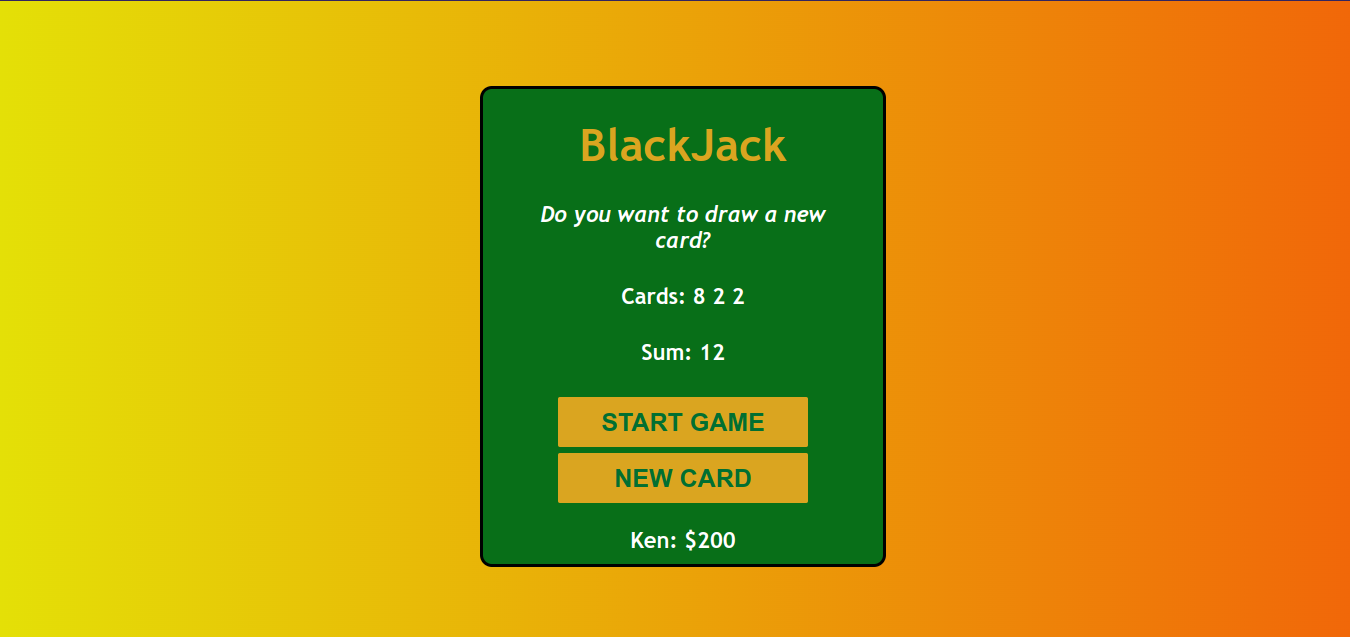 BlackJack
Do you want to draw a new
card?
Cards: 8 2 2
Sum: 12
START GAME
NEW CARD
Ken: $200